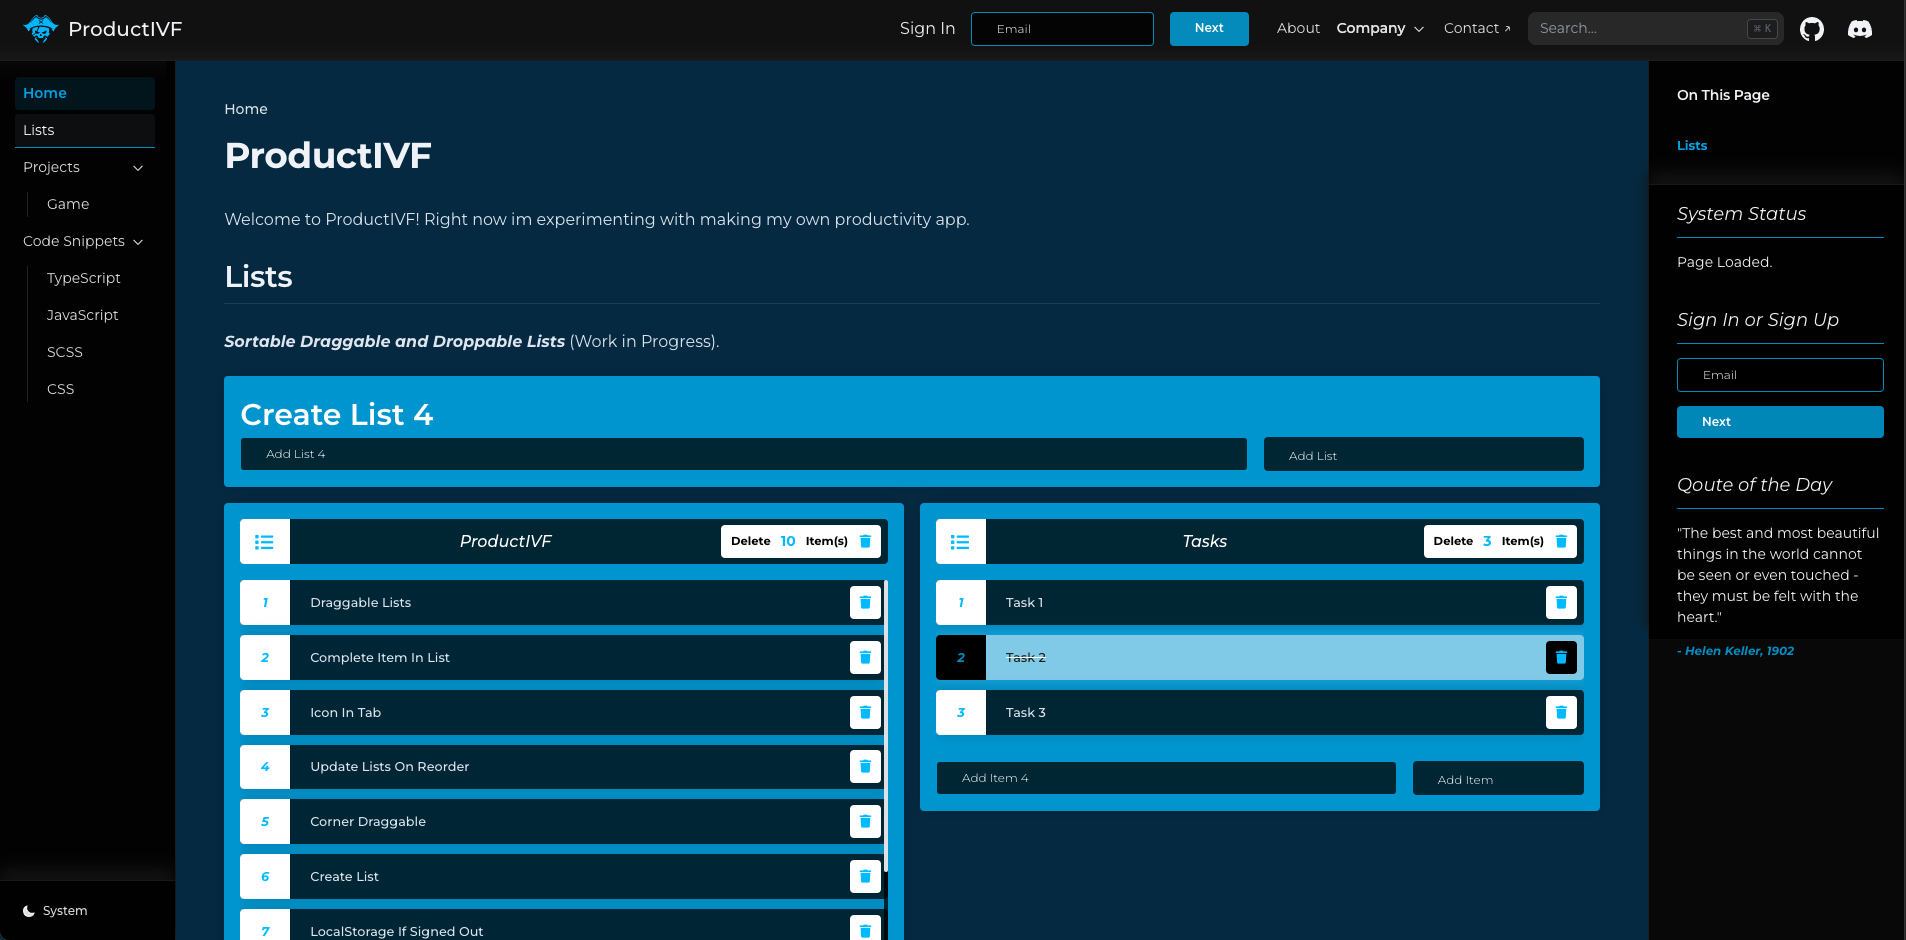 ProductIVF
Sign In
Email
Next
About
Company
Contact ↗
Search...
⌘ K
Home
Lists
Projects
Game
Code Snippets
TypeScript
JavaScript
SCSS
CSS
System
Home
ProductIVF
Welcome to ProductIVF! Right now im experimenting with making my own productivity app.
Lists
Sortable Draggable and Droppable Lists (Work in Progress).
Create List 4
Add List 4
Add List
ProductIVF
Delete 10 Item(s)
1 Draggable Lists
2 Complete Item In List
3 Icon In Tab
4 Update Lists On Reorder
5 Corner Draggable
6 Create List
7 LocalStorage If Signed Out
Tasks
Delete 3 Item(s)
1 Task 1
2 Task 2
3 Task 3
Add Item 4
Add Item
On This Page
Lists
System Status
Page Loaded.
Sign In or Sign Up
Email
Next
Qoute of the Day
"The best and most beautiful
things in the world cannot
be seen or even touched -
they must be felt with the
heart."
- Helen Keller, 1902